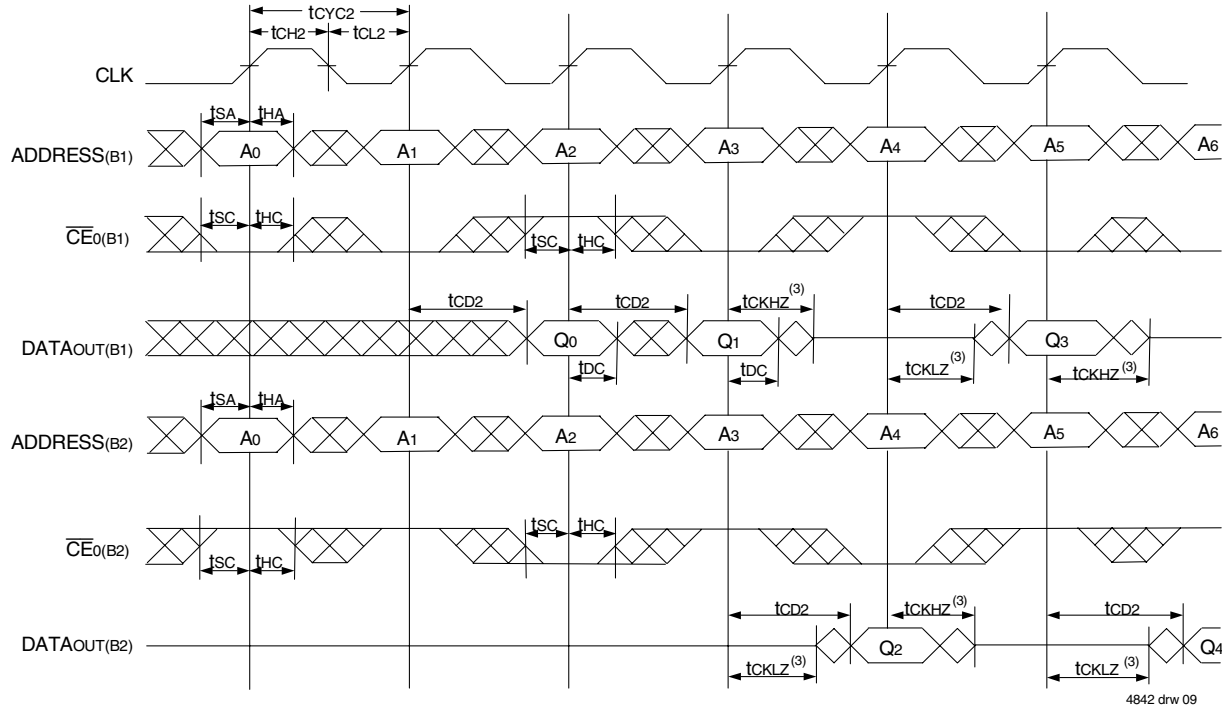 tCYC2
tCH2 tCL2
CLK
tSA tHA
ADDRESS(B1) A0 A1 A2 A3 A4 A5 A6
tSC tHC
CE0(B1)
tSC tHC
tCD2 tCD2 tCKHZ(3) tCD2
DATAOUT(B1) Q0 Q1 Q3
tDC tDC tCKLZ(3) tCKHZ(3)
tSA tHA
ADDRESS(B2) A0 A1 A2 A3 A4 A5 A6
tSC tHC
CE0(B2)
tSC tHC
tCD2 tCKHZ(3) tCD2
DATAOUT(B2) Q2 Q4
tCKLZ(3) tCKLZ(3)
4842 drw 09